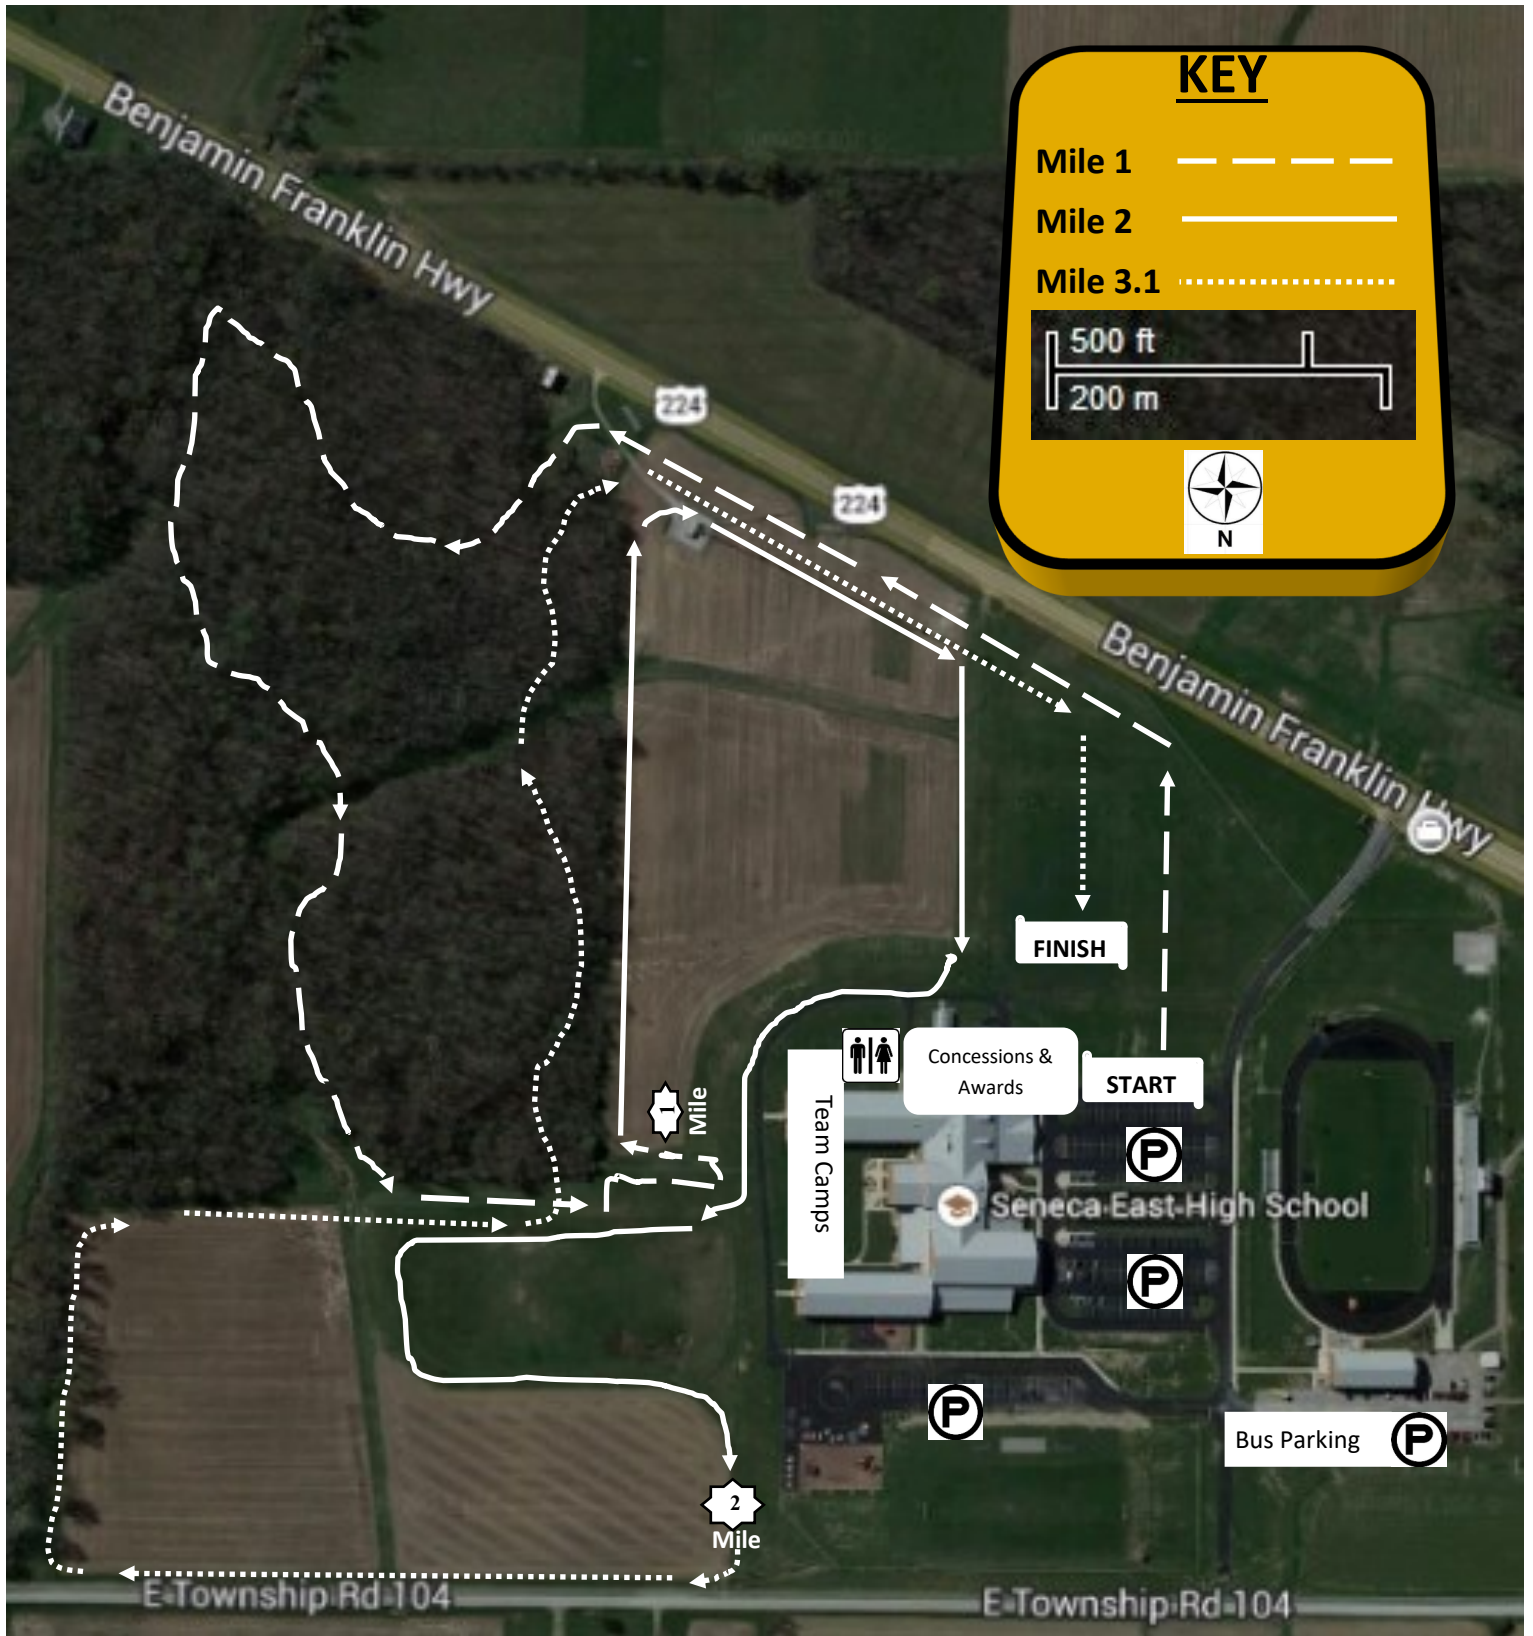 KEY
Mile 1
Mile 2
Mile 3.1
500 ft
200 m
N
Benjamin Franklin Hwy
224
224
Benjamin Franklin Hwy
FINISH
START
Concessions &
Awards
Team Camps
1
Mile
P
Seneca East High School
P
P
Bus Parking P
2
Mile
E Township Rd 104
E Township Rd 104